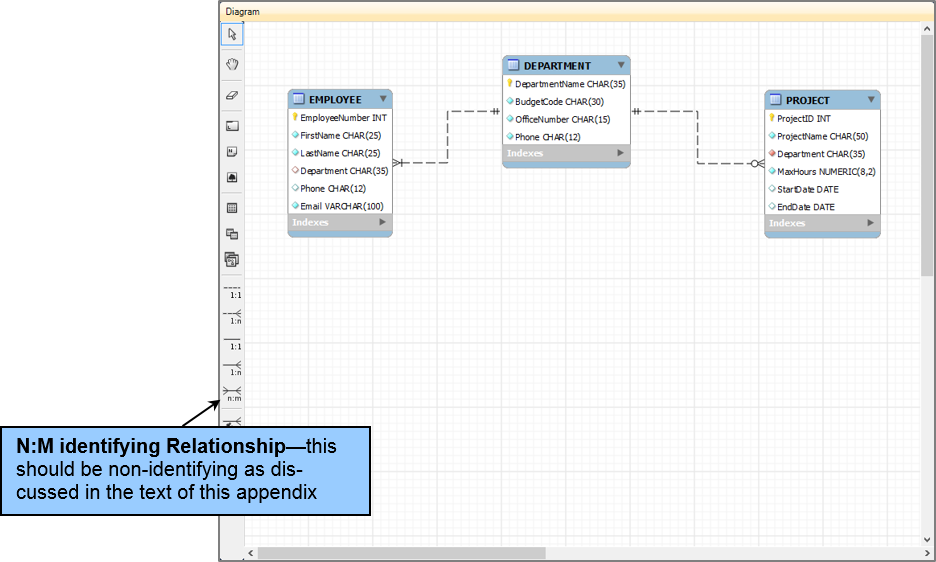 Diagram
DEPARTMENT
DepartmentName CHAR(35)
BudgetCode CHAR(30)
OfficeNumber CHAR(15)
Phone CHAR(12)
Indexes
EMPLOYEE
EmployeeNumber INT
FirstName CHAR(25)
LastName CHAR(25)
Department CHAR(35)
Phone CHAR(12)
Email VARCHAR(100)
Indexes
PROJECT
ProjectID INT
ProjectName CHAR(50)
Department CHAR(35)
MaxHours NUMERIC(8,2)
StartDate DATE
EndDate DATE
Indexes
1:1
1:n
1:1
1:n
n:m
N:M identifying Relationship—this
should be non-identifying as dis-
cussed in the text of this appendix